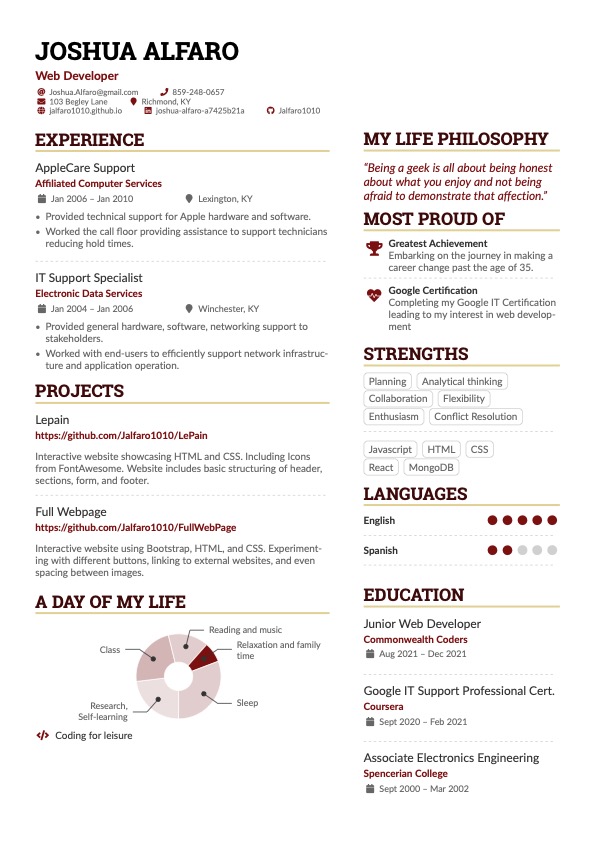 JOSHUA ALFARO
Web Developer
Joshua.Alfaro@gmail.com 859-248-0657
103 Begley Lane Richmond, KY
jalfaro1010.github.io joshua-alfaro-a7425b21a Jalfaro1010
EXPERIENCE
AppleCare Support
Affiliated Computer Services
Jan 2006 – Jan 2010 Lexington, KY
• Provided technical support for Apple hardware and software.
• Worked the call floor providing assistance to support technicians
reducing hold times.
IT Support Specialist
Electronic Data Services
Jan 2004 – Jan 2006 Winchester, KY
• Provided general hardware, software, networking support to
stakeholders.
• Worked with end-users to efficiently support network infrastruc-
ture and application operation.
PROJECTS
Lepain
https://github.com/Jalfaro1010/LePain
Interactive website showcasing HTML and CSS. Including Icons
from FontAwesome. Website includes basic structuring of header,
sections, form, and footer.
Full Webpage
https://github.com/Jalfaro1010/FullWebPage
Interactive website using Bootstrap, HTML, and CSS. Experiment-
ing with different buttons, linking to external websites, and even
spacing between images.
A DAY OF MY LIFE
Reading and music
Relaxation and family
time
Class
Sleep
Research,
Self-learning
Coding for leisure
MY LIFE PHILOSOPHY
“Being a geek is all about being honest
about what you enjoy and not being
afraid to demonstrate that affection.”
MOST PROUD OF
Greatest Achievement
Embarking on the journey in making a
career change past the age of 35.
Google Certification
Completing my Google IT Certification
leading to my interest in web develop-
ment
STRENGTHS
Planning Analytical thinking
Collaboration Flexibility
Enthusiasm Conflict Resolution
Javascript HTML CSS
React MongoDB
LANGUAGES
English
Spanish
EDUCATION
Junior Web Developer
Commonwealth Coders
Aug 2021 – Dec 2021
Google IT Support Professional Cert.
Coursera
Sept 2020 – Feb 2021
Associate Electronics Engineering
Spencerian College
Sept 2000 – Mar 2002